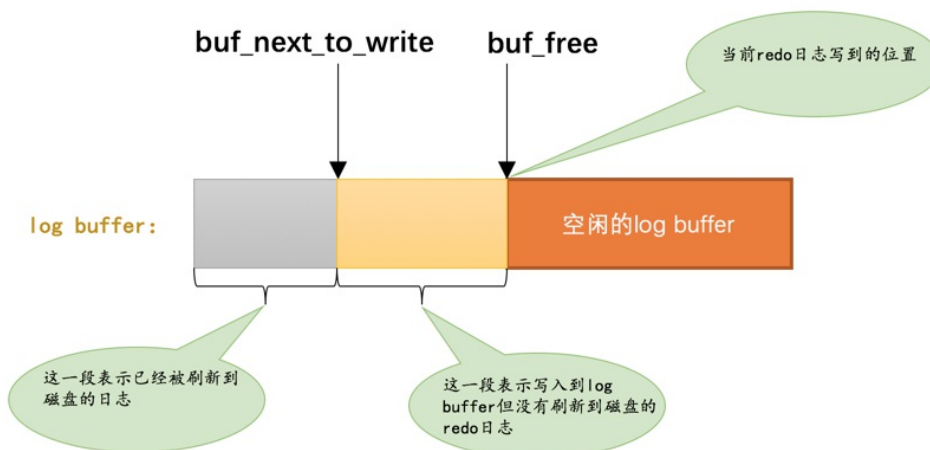 buf_next_to_write
buf_free
当前redo日志写到的位置
log buffer:
空闲的log buffer
这一段表示已经被刷新到
磁盘的日志
这一段表示写入到log
buffer但没有刷新到磁盘的
redo日志